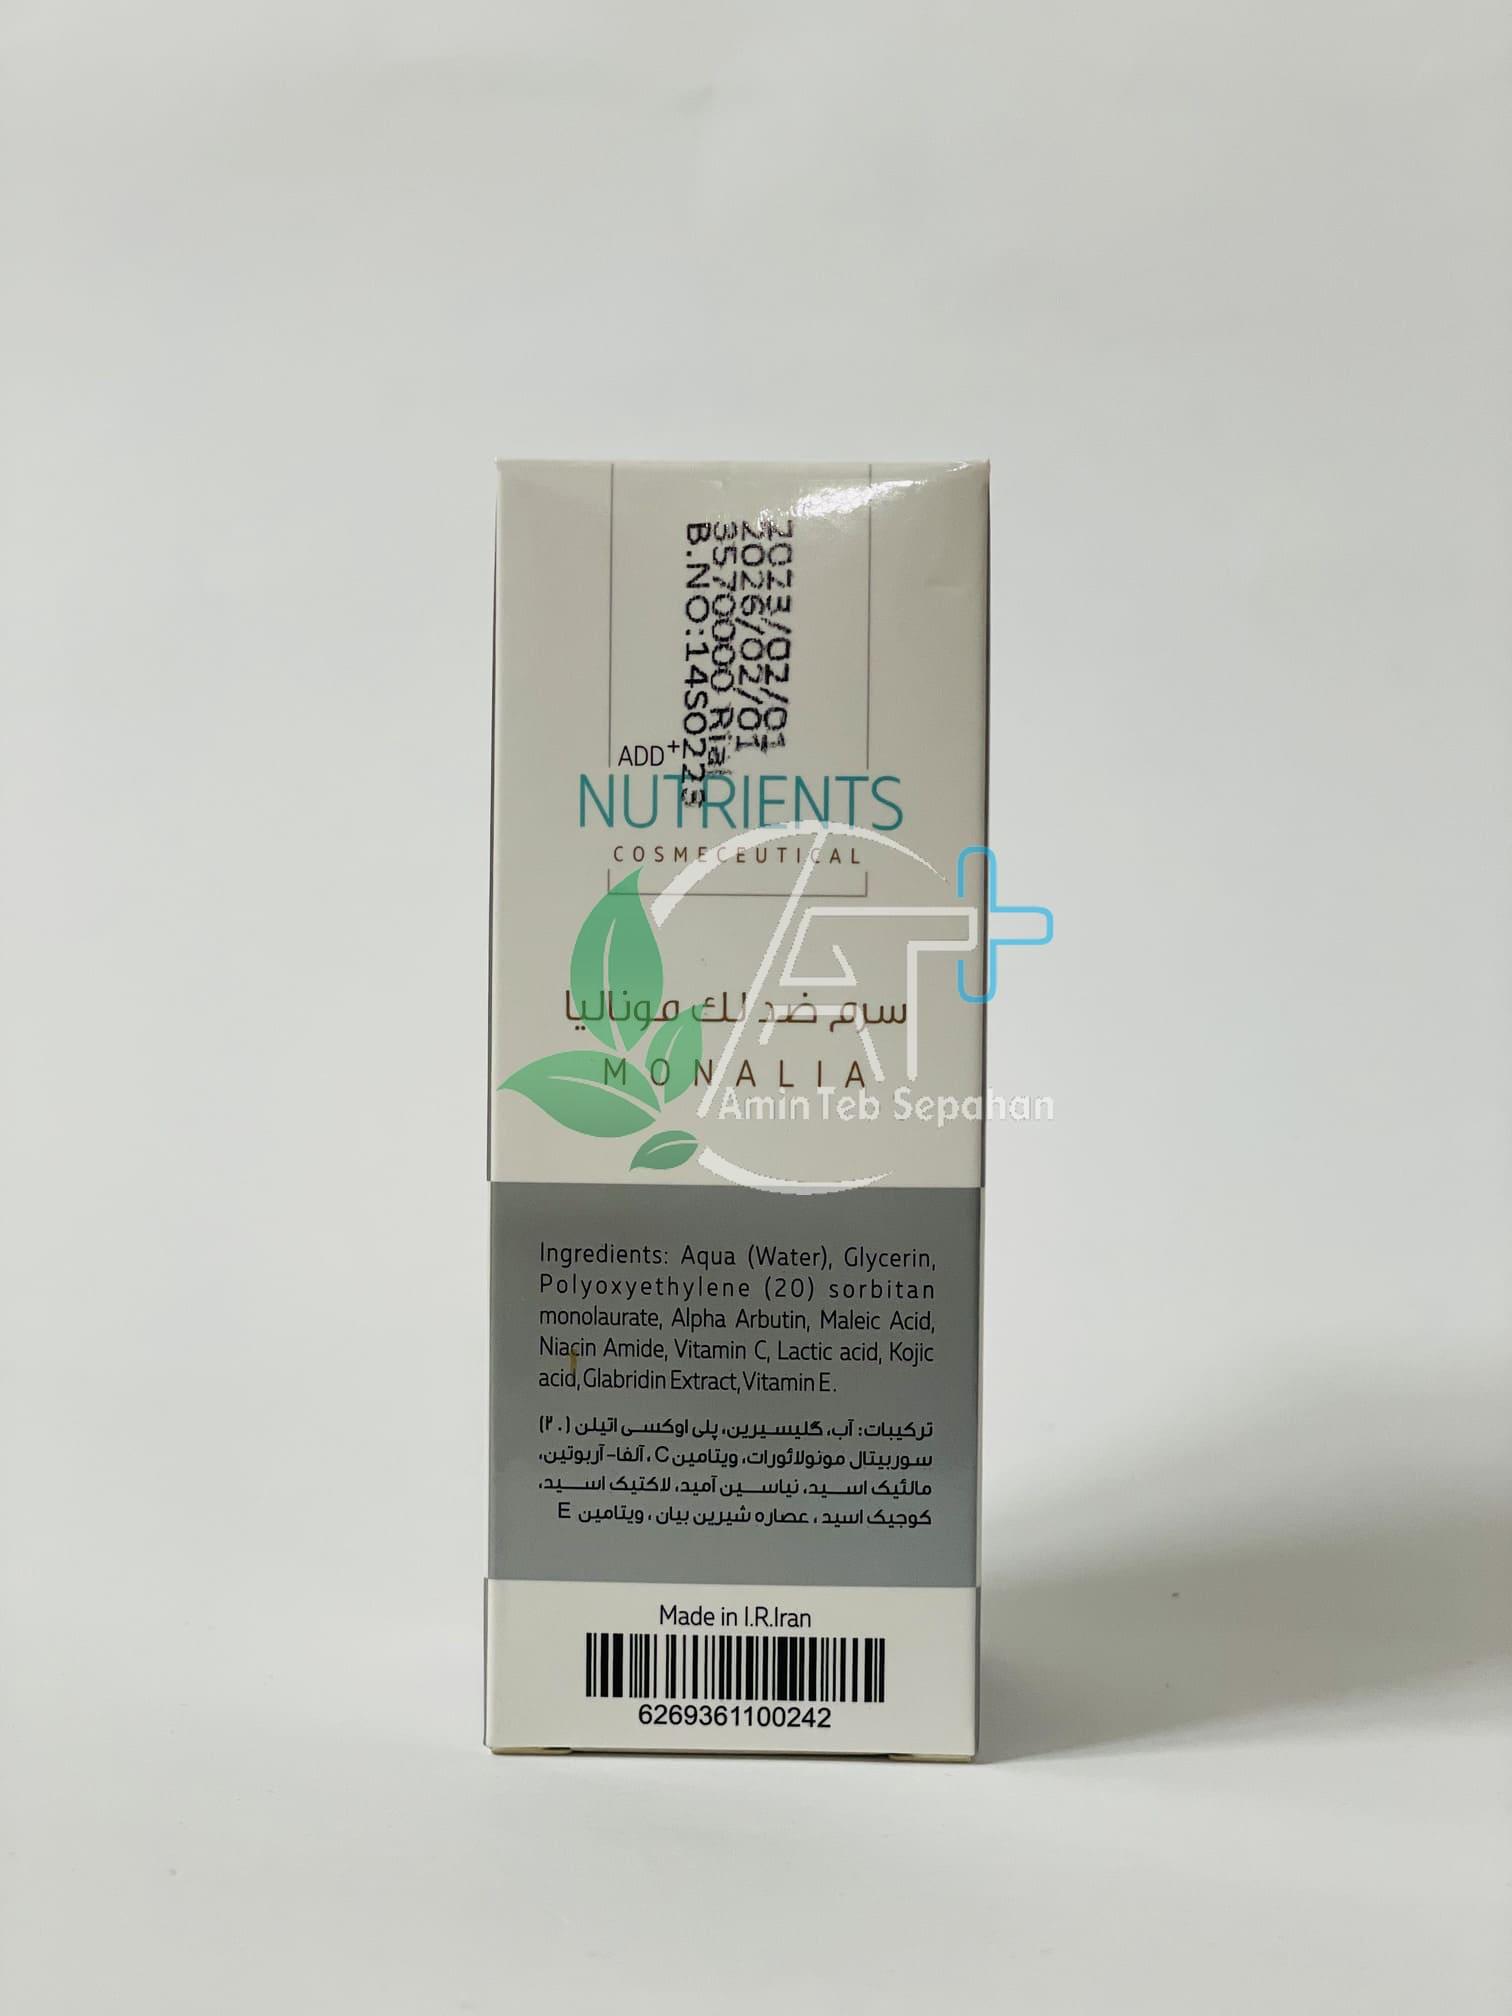 2023/02/01
2026/02/01
3570000 Rial
B.NO:14S0223
ADD+
NUTRIENTS
COSMECEUTICAL
سرم ضد لك مونالیا
MONALIA
Amin Teb Sepahan
Ingredients: Aqua (Water), Glycerin,
Polyoxyethylene (20) sorbitan
monolaurate, Alpha Arbutin, Maleic Acid,
Niacin Amide, Vitamin C, Lactic acid, Kojic
acid, Glabridin Extract, Vitamin E.
ترکیبات: آب، گلیسیرین، پلی اوکسی اتیلن (۲۰)
سوربیتال مونولائورات، ویتامین C، آلفا-آربوتین،
مالئیک اسید، نیاسین آمید، لاکتیک اسید،
کوجیک اسید، عصاره شیرین بیان، ویتامین E
Made in I.R.Iran
6269361100242